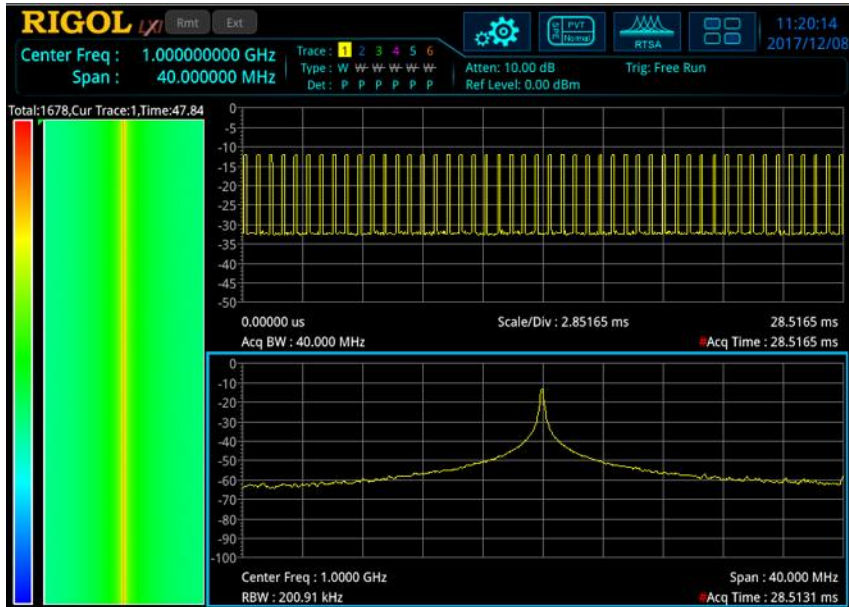 RIGOL LXI Rmt Ext
PVT
SPE Normal
RTSA
11:20:14
2017/12/08
Center Freq : 1.000000000 GHz
Span : 40.000000 MHz
Trace : 1 2 3 4 5 6
Type : W W W W W W
Det : P P P P P P
Atten: 10.00 dB
Trig: Free Run
Ref Level: 0.00 dBm
Total:1678,Cur Trace:1,Time:47.84
0
-5
-10
-15
-20
-25
-30
-35
-40
-45
-50
0.00000 us
Scale/Div : 2.85165 ms
28.5165 ms
Acq BW : 40.000 MHz
#Acq Time : 28.5165 ms
0
-10
-20
-30
-40
-50
-60
-70
-80
-90
-100
Center Freq : 1.0000 GHz
Span : 40.000 MHz
RBW : 200.91 kHz
#Acq Time : 28.5131 ms